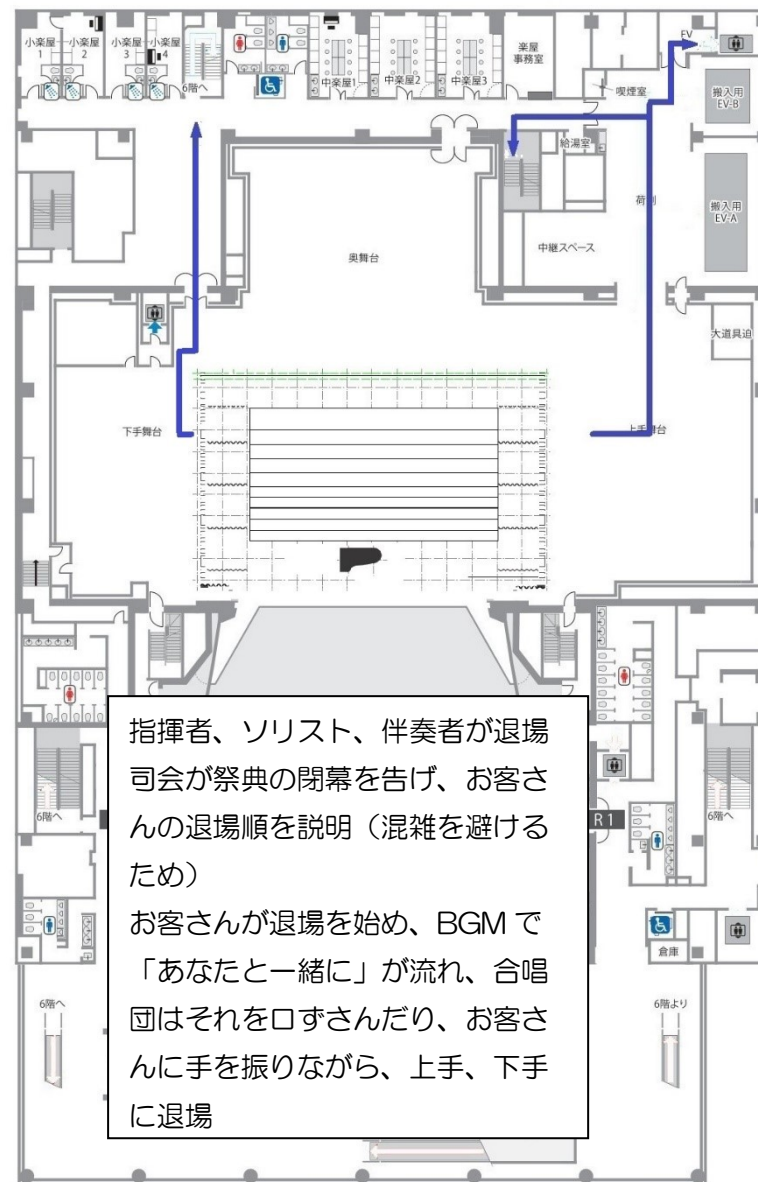 小楽屋 小楽屋 小楽屋 小楽屋
1 2 3 4
6階へ
中楽屋1 中楽屋2 中楽屋3
楽屋
事務室
EV
喫煙室
搬入用
EV-B
給湯室
荷捌
搬入用
EV-A
中継スペース
奥舞台
大道具迫
下手舞台
上手舞台
指揮者、ソリスト、伴奏者が退場
司会が祭典の閉幕を告げ、お客さ
んの退場順を説明（混雑を避ける
ため）
お客さんが退場を始め、BGM で
「あなたと一緒に」が流れ、合唱
団はそれを口ずさんだり、お客さ
んに手を振りながら、上手、下手
に退場
6階へ
R1
6階へ
倉庫
6階へ
6階より